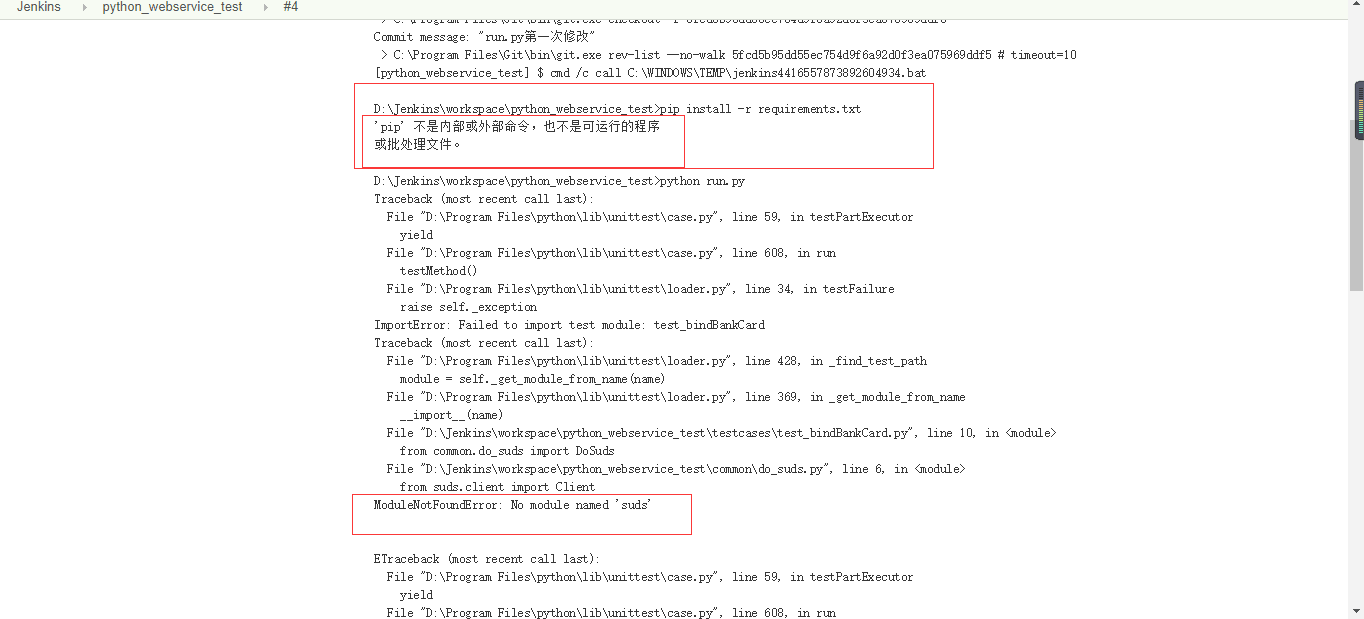 Jenkins python_webservice_test #4
Commit message: "run.py第一次修改"
> C:\Program Files\Git\bin\git.exe rev-list --no-walk 5fcd5b95dd55ec754d9f6a92d0f3ea075969ddf5 # timeout=10
[python_webservice_test] $ cmd /c call C:\WINDOWS\TEMP\jenkins4416557873892604934.bat
D:\Jenkins\workspace\python_webservice_test>pip install -r requirements.txt
'pip' 不是内部或外部命令，也不是可运行的程序
或批处理文件。
D:\Jenkins\workspace\python_webservice_test>python run.py
Traceback (most recent call last):
File "D:\Program Files\python\lib\unittest\case.py", line 59, in testPartExecutor
yield
File "D:\Program Files\python\lib\unittest\case.py", line 608, in run
testMethod()
File "D:\Program Files\python\lib\unittest\loader.py", line 34, in testFailure
raise self._exception
ImportError: Failed to import test module: test_bindBankCard
Traceback (most recent call last):
File "D:\Program Files\python\lib\unittest\loader.py", line 428, in _find_test_path
module = self._get_module_from_name(name)
File "D:\Program Files\python\lib\unittest\loader.py", line 369, in _get_module_from_name
__import__(name)
File "D:\Jenkins\workspace\python_webservice_test\testcases\test_bindBankCard.py", line 10, in <module>
from common.do_suds import DoSuds
File "D:\Jenkins\workspace\python_webservice_test\common\do_suds.py", line 6, in <module>
from suds.client import Client
ModuleNotFoundError: No module named 'suds'
ETraceback (most recent call last):
File "D:\Program Files\python\lib\unittest\case.py", line 59, in testPartExecutor
yield
File "D:\Program Files\python\lib\unittest\case.py", line 608, in run